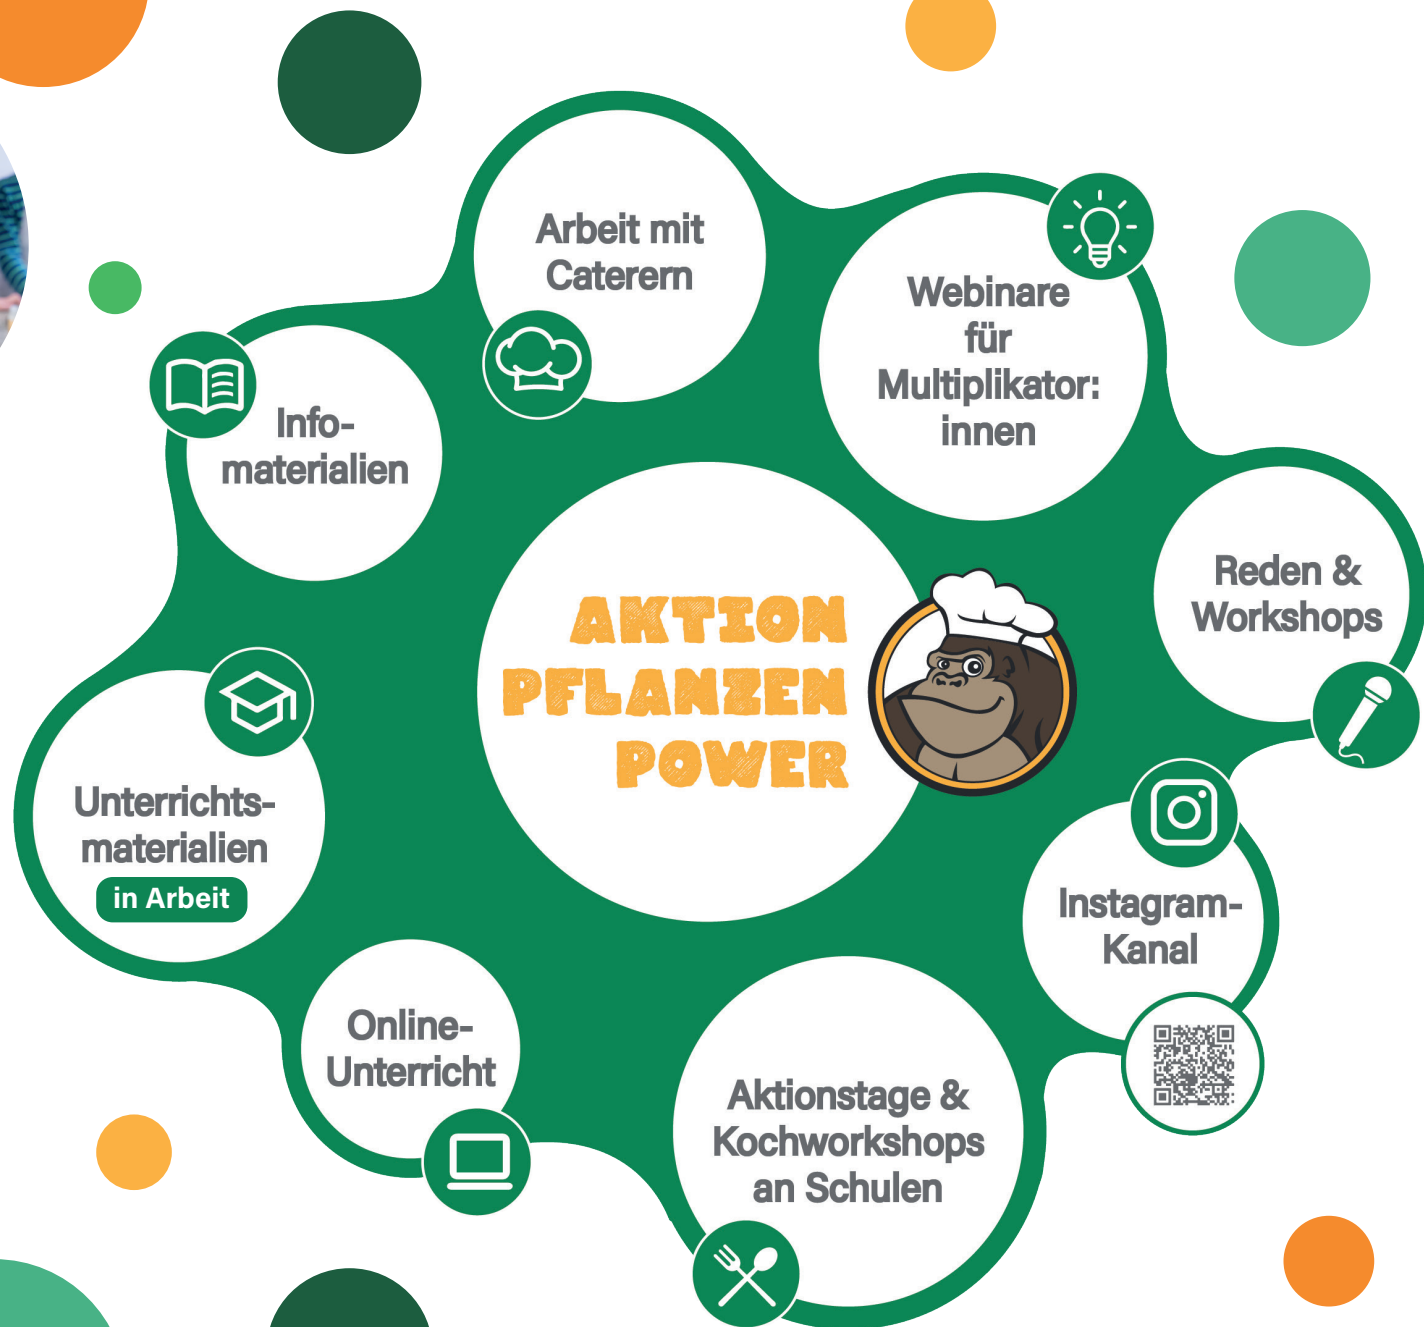 Arbeit mit
Caterern
Webinare
für
Multiplikator:
innen
Info-
materialien
Reden &
Workshops
AKTION
PFLANZEN
POWER
Unterrichts-
materialien
in Arbeit
Instagram-
Kanal
Online-
Unterricht
Aktionstage &
Kochworkshops
an Schulen